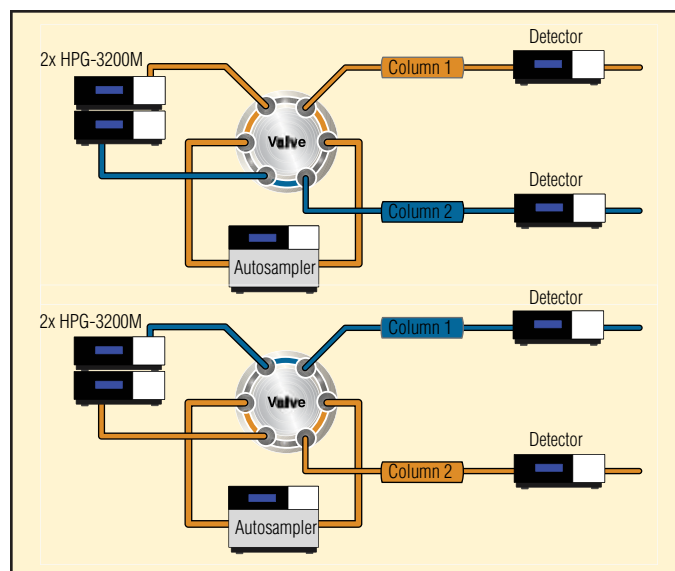 Detector
2x HPG-3200M
Column 1
Valve
Detector
Column 2
Autosampler
Detector
2x HPG-3200M
Column 1
Valve
Detector
Column 2
Autosampler